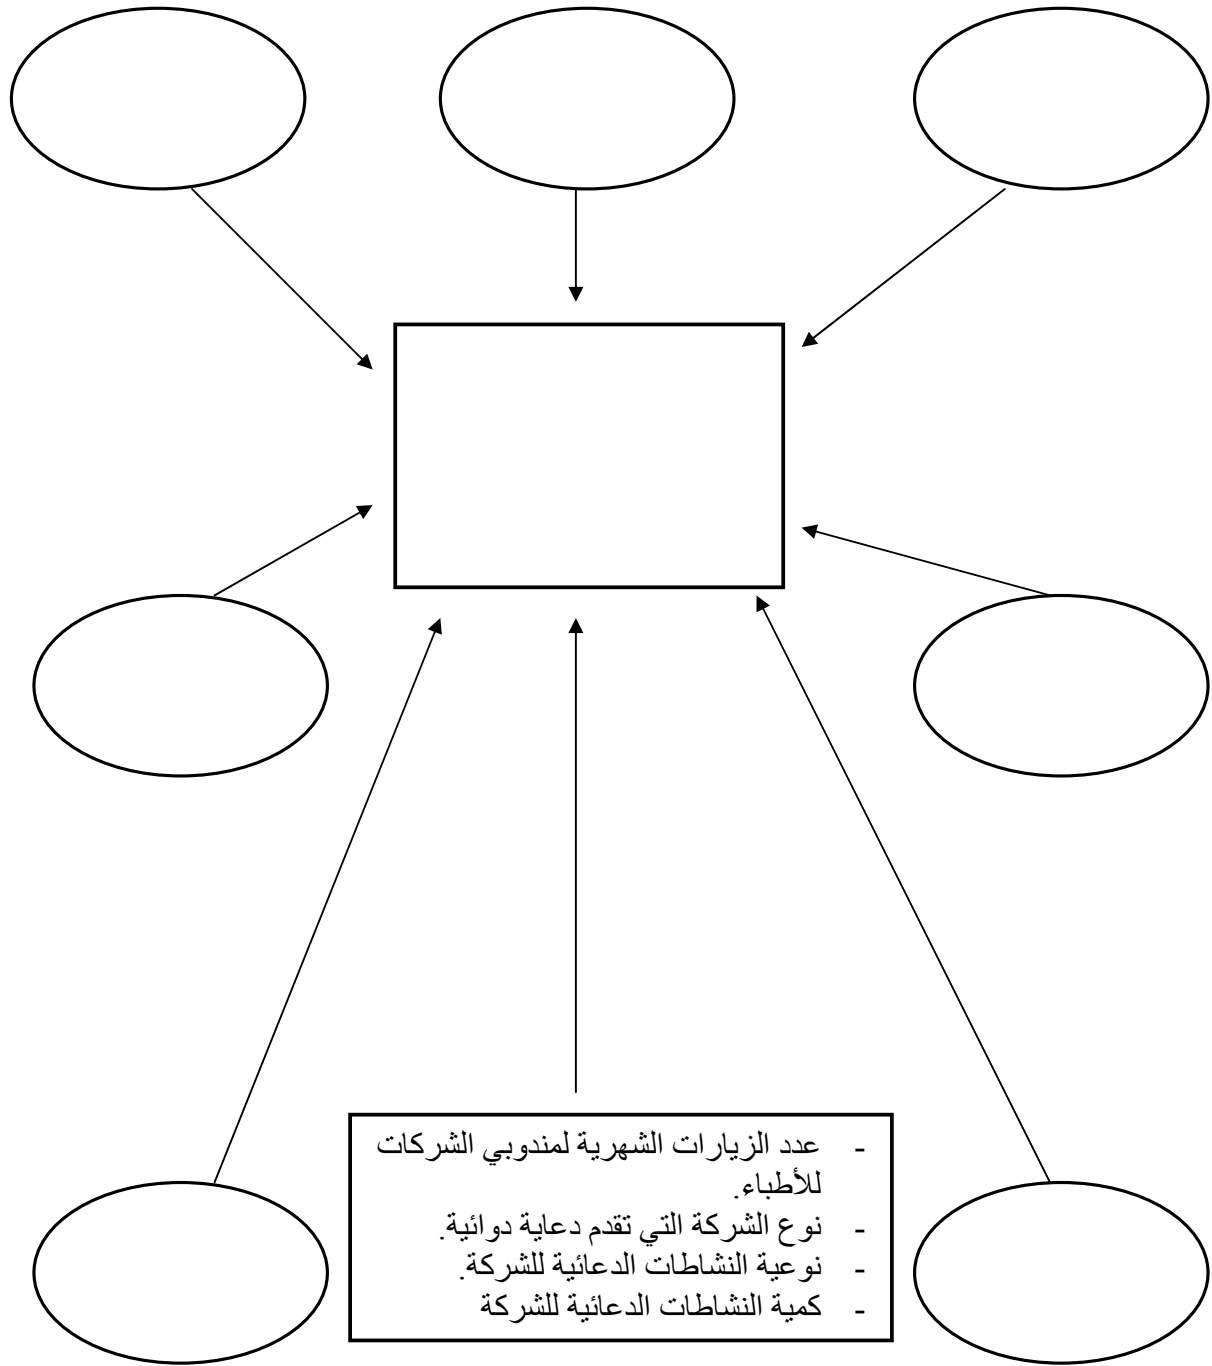 - عدد الزيارات الشهرية لمندوبي الشركات
للأطباء.
- نوع الشركة التي تقدم دعاية دوائية.
- نوعية النشاطات الدعائية للشركة.
- كمية النشاطات الدعائية للشركة